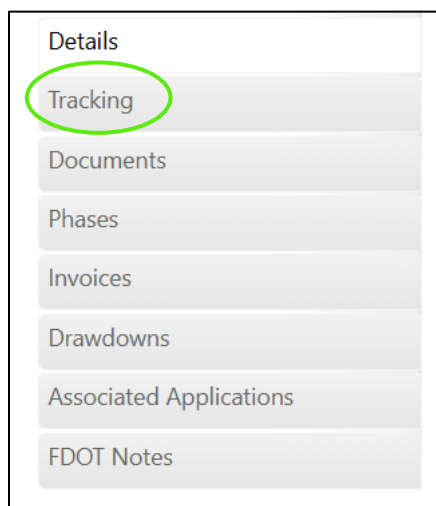 Details
Tracking
Documents
Phases
Invoices
Drawdowns
Associated Applications
FDOT Notes